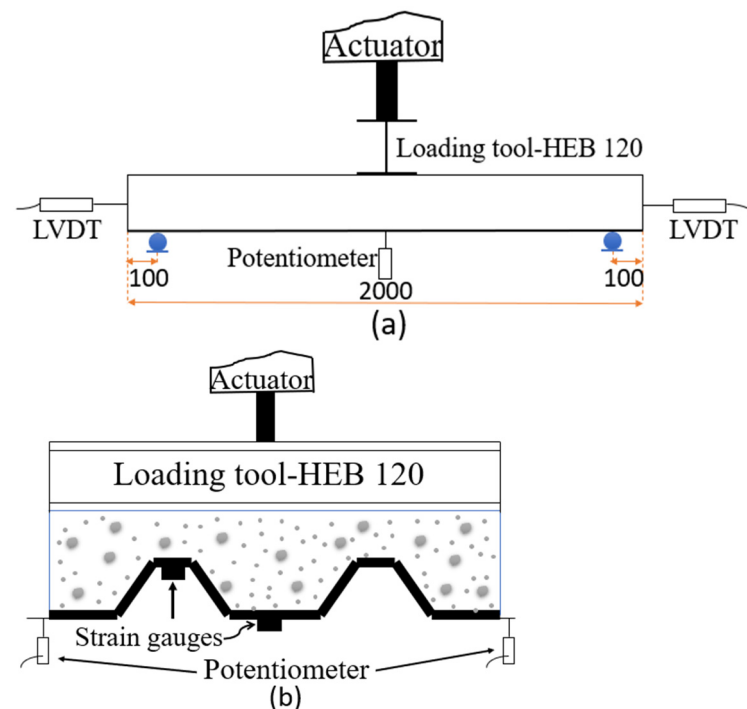 Actuator
Loading tool-HEB 120
LVDT
Potentiometer
LVDT
100
2000
100
(a)
Actuator
Loading tool-HEB 120
Strain gauges
Potentiometer
(b)